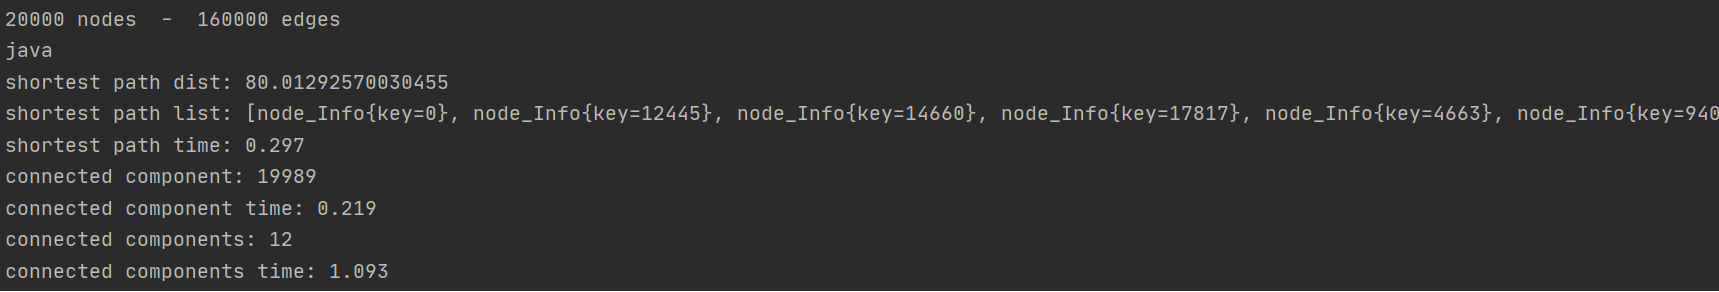 20000 nodes  -  160000 edges
java
shortest path dist: 80.01292570030455
shortest path list: [node_Info{key=0}, node_Info{key=12445}, node_Info{key=14660}, node_Info{key=17817}, node_Info{key=4663}, node_Info{key=940
shortest path time: 0.297
connected component: 19989
connected component time: 0.219
connected components: 12
connected components time: 1.093